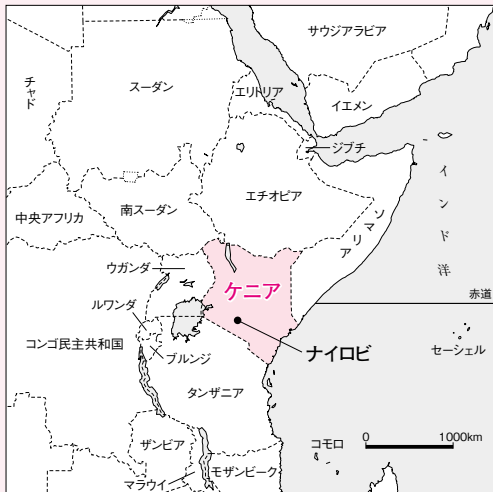 サウジアラビア
チャド
スーダン
エリトリア
イエメン
ジブチ
インド洋
エチオピア
ソマリア
中央アフリカ
南スーダン
ウガンダ
ケニア
赤道
ルワンダ
コンゴ民主共和国
ブルンジ
ナイロビ
セーシェル
タンザニア
ザンビア
コモロ
0 1000km
マラウイ
モザンビーク